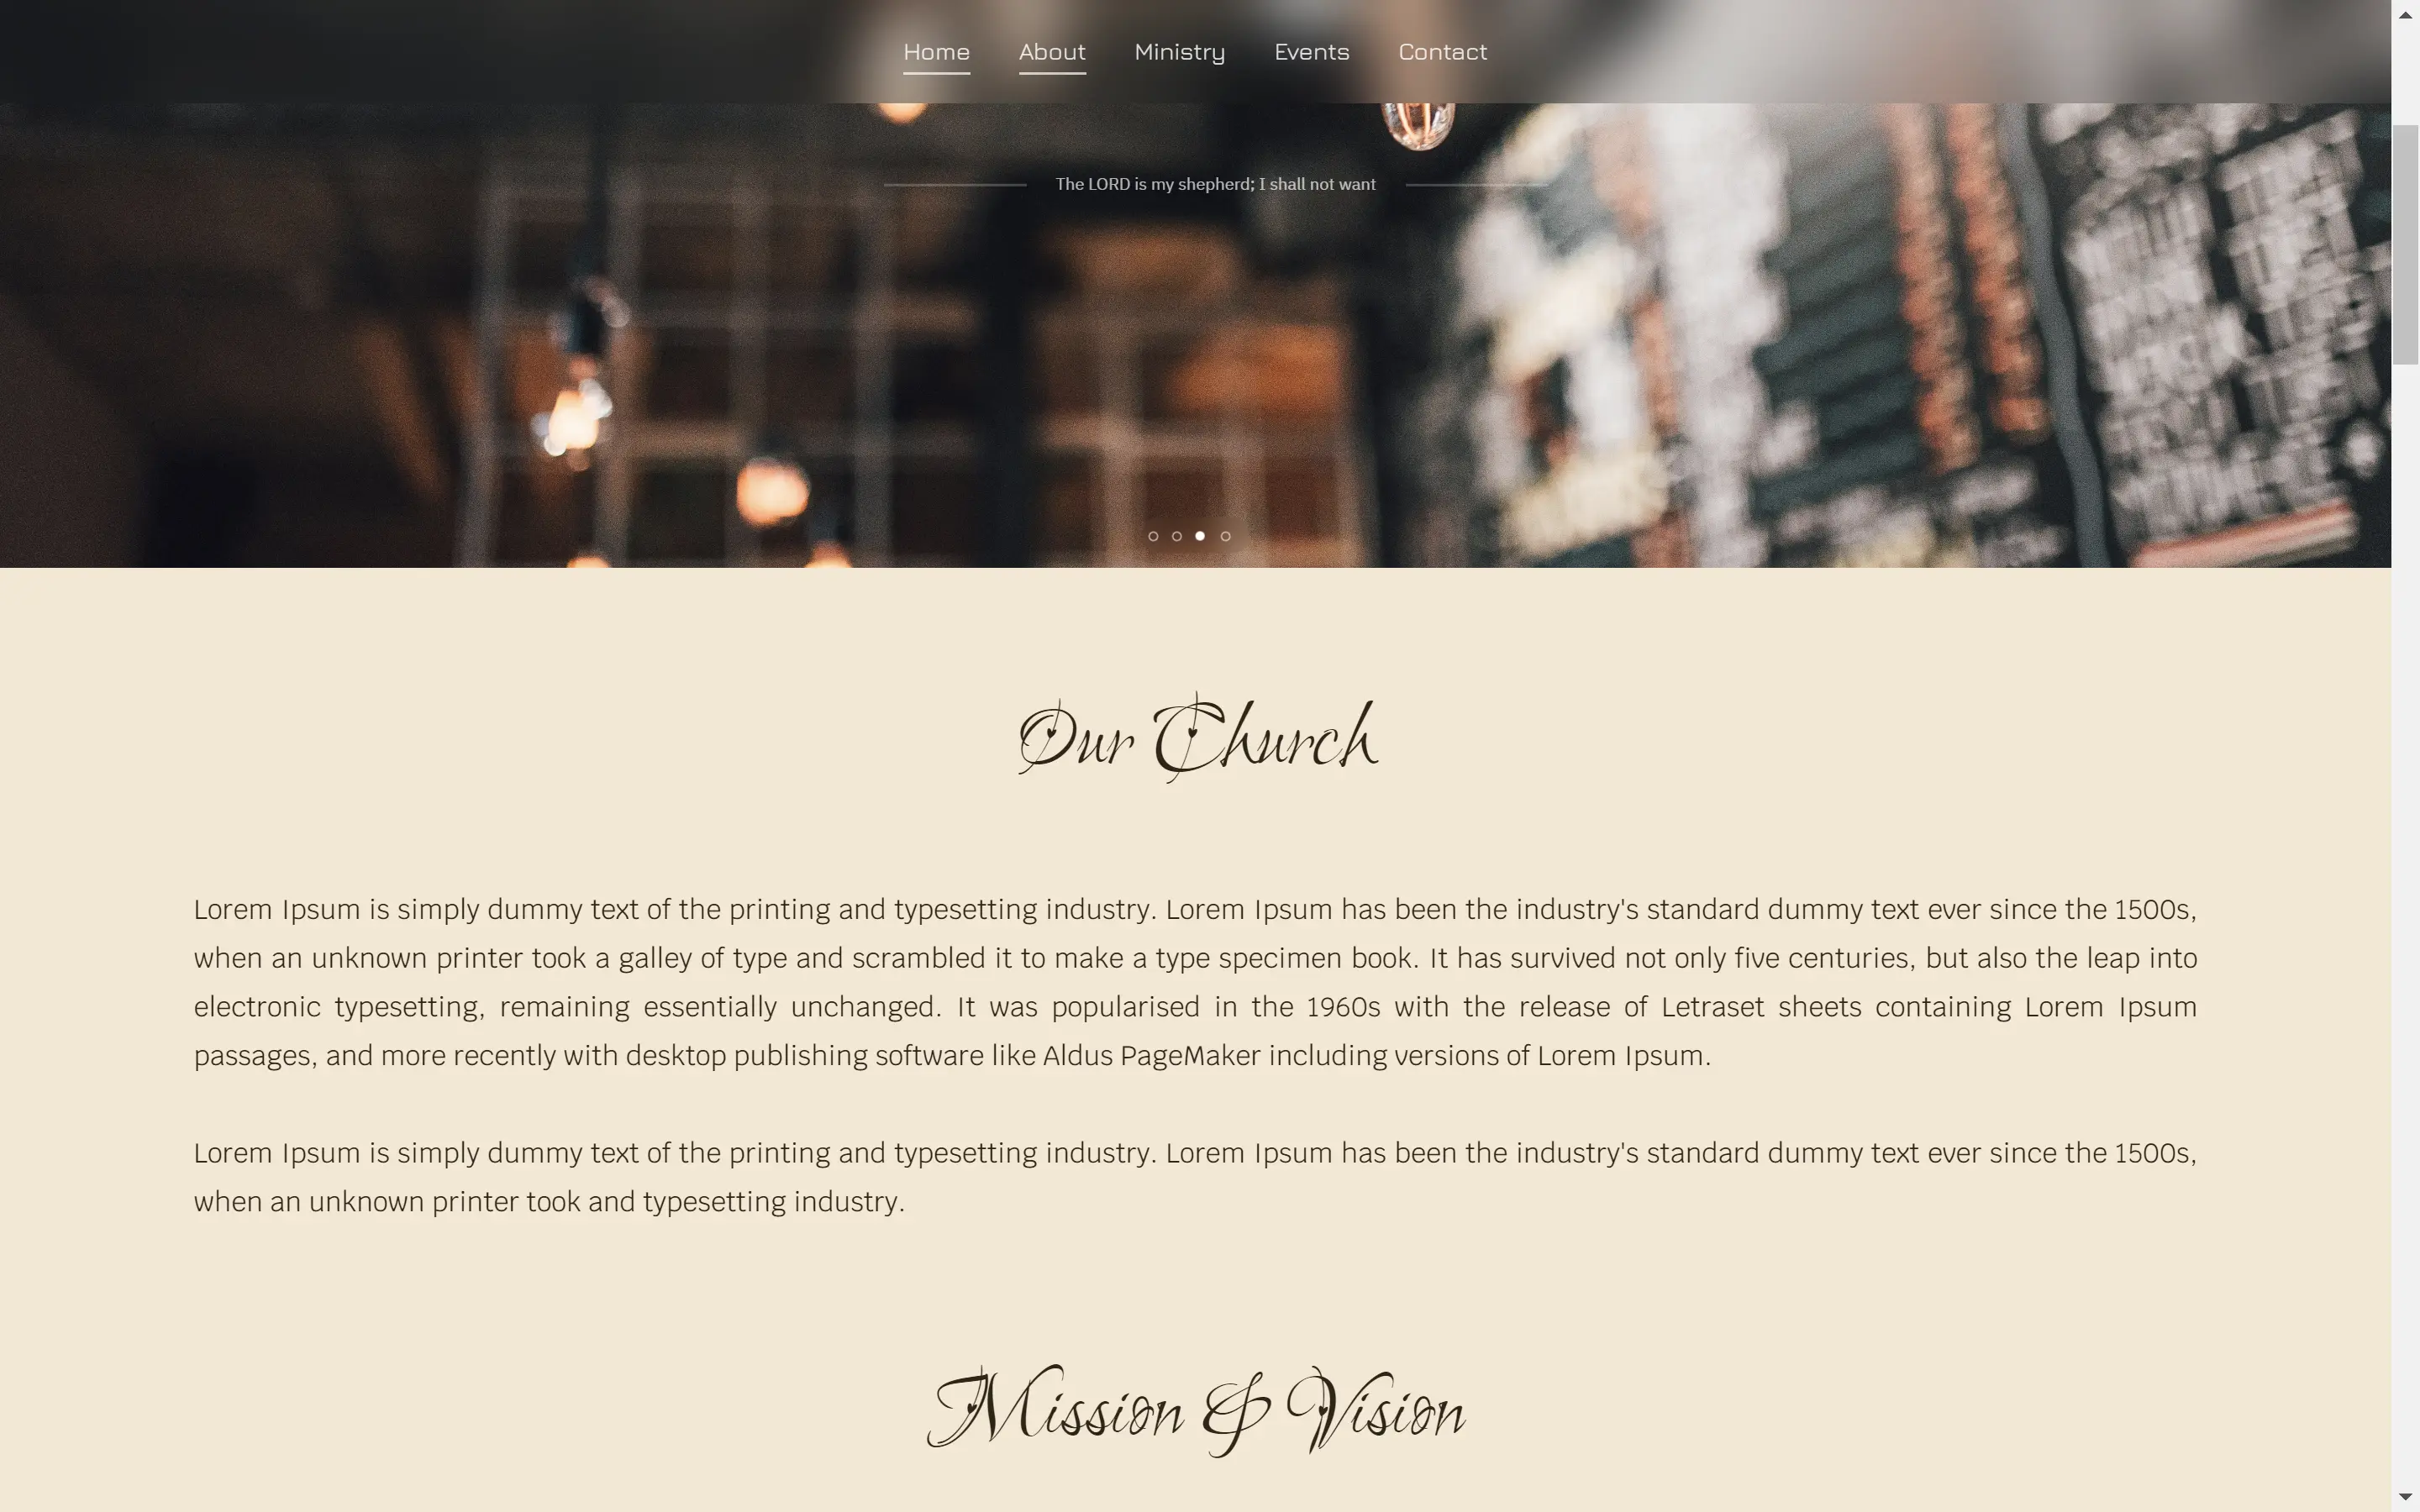 Home About Ministry Events Contact
The LORD is my shepherd; I shall not want
Our Church
Lorem Ipsum is simply dummy text of the printing and typesetting industry. Lorem Ipsum has been the industry's standard dummy text ever since the 1500s,
when an unknown printer took a galley of type and scrambled it to make a type specimen book. It has survived not only five centuries, but also the leap into
electronic typesetting, remaining essentially unchanged. It was popularised in the 1960s with the release of Letraset sheets containing Lorem Ipsum
passages, and more recently with desktop publishing software like Aldus PageMaker including versions of Lorem Ipsum.
Lorem Ipsum is simply dummy text of the printing and typesetting industry. Lorem Ipsum has been the industry's standard dummy text ever since the 1500s,
when an unknown printer took and typesetting industry.
Mission & Vision